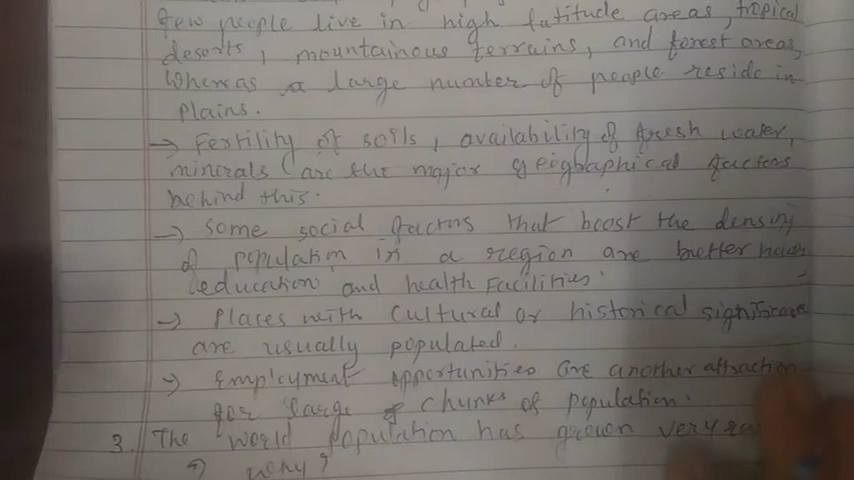 few people live in high latitude areas, tropical
deserts, mountainous terrains, and forest areas,
Whereas a large number of people reside in
plains.
→ Fertility of soils, availability of fresh water,
minerals are the major geigbraphical factors
behind this.
→ Some social factors that boost the density
of population in a region are better
education and health Facilities.
→ Places with cultural or historical significance
are usually populated.
→ Employment opportunities are another attraction
for large chunks of population.
3. The world population has grown very
why?